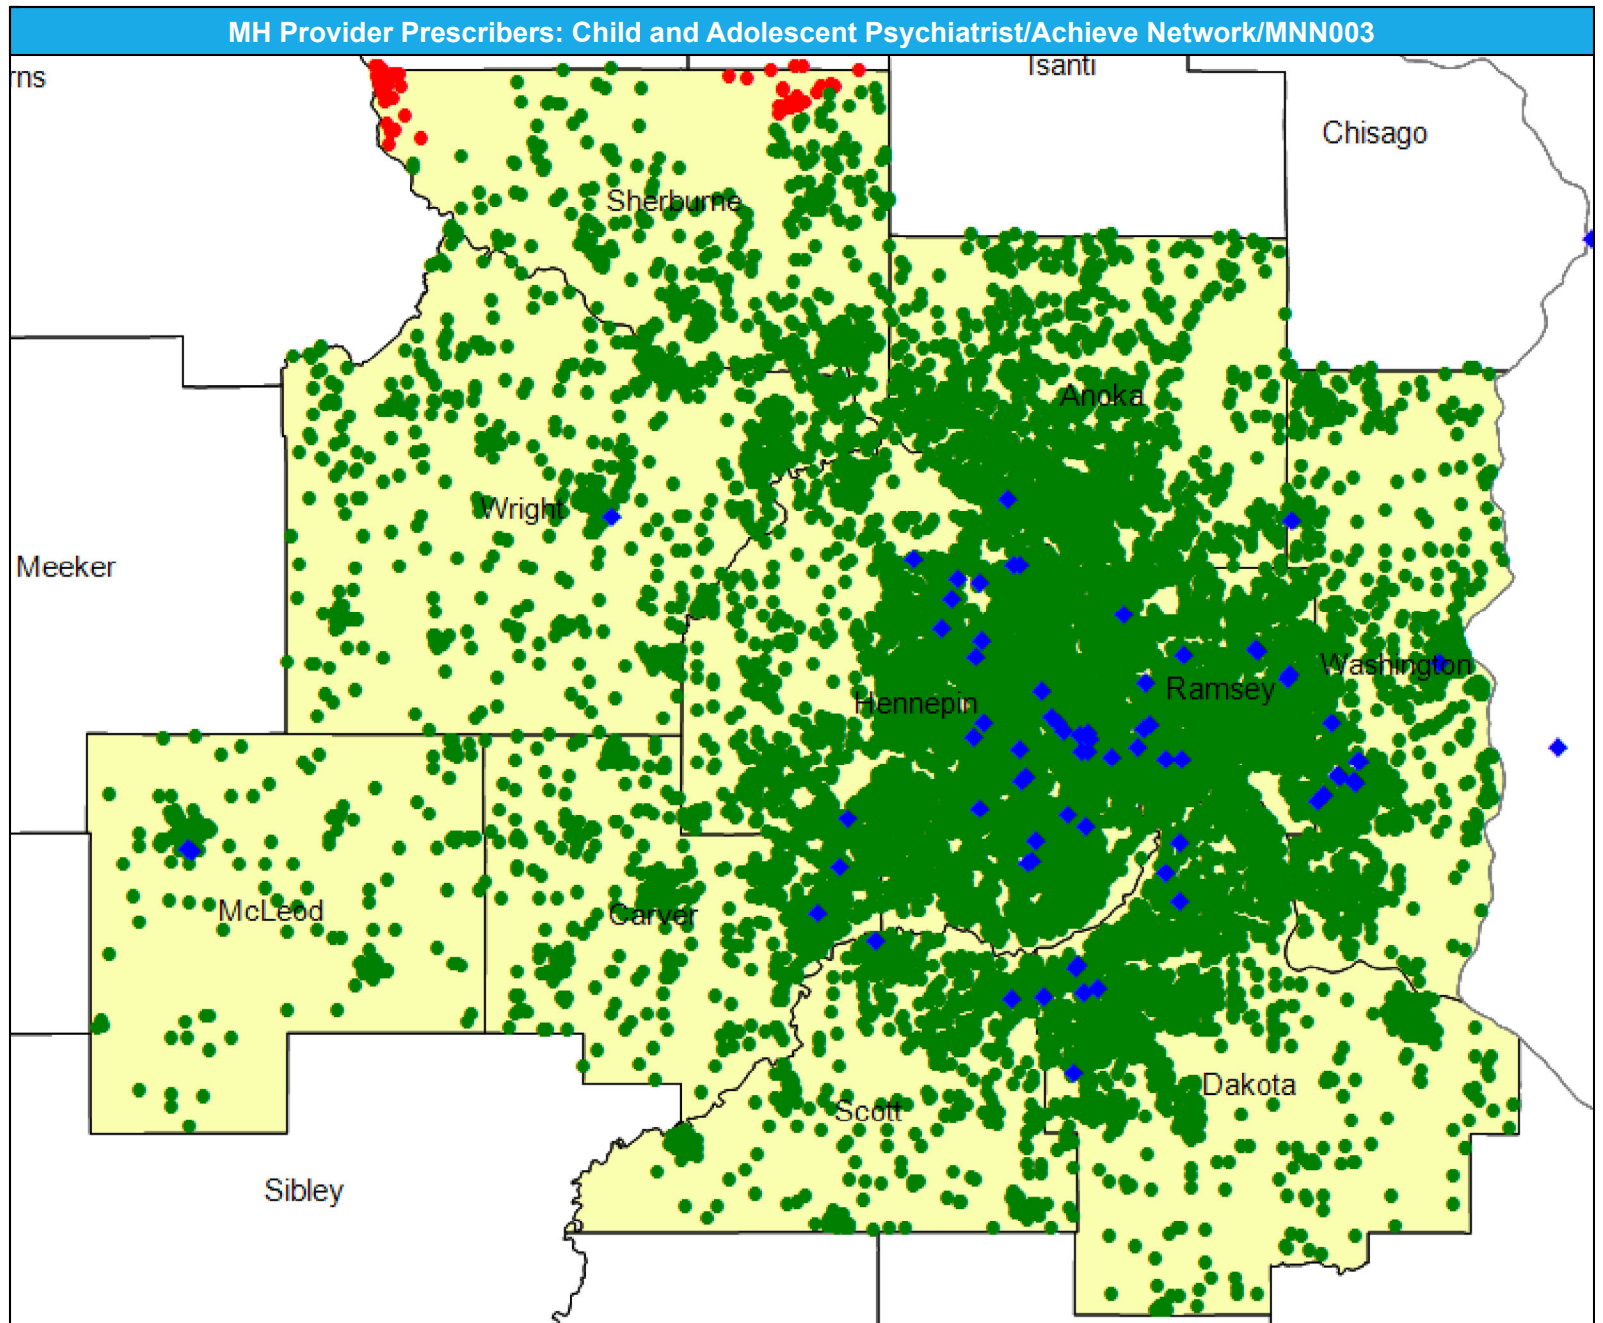 MH Provider Prescribers: Child and Adolescent Psychiatrist/Achieve Network/MNN003
rns
Isanti
Chisago
Sherburne
Anoka
Wright
Meeker
Washington
Ramsey
Hennepin
McLeod
Carver
Dakota
Scott
Sibley